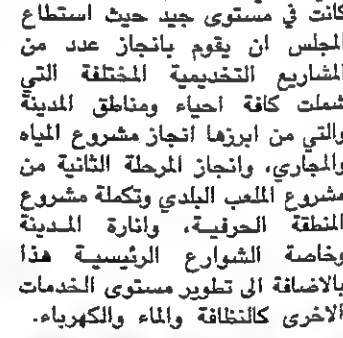 كانت في مستوى جيد حيث استطاع
المجلس ان يقوم بانجاز عدد من
المشاريع التخديمية المختلفة التي
شملت كافة احياء ومناطق المدينة
والتي من ابرزها انجاز مشروع المياه
والمجاري، وانجاز المرحلة الثانية من
مشروع الملعب البلدي وتكملة مشروع
المنطقة الحرفية، وانارة المدينة
وخاصة الشوارع الرئيسية هذا
بالاضافة الى تطوير مستوى الخدمات
الاخرى كالنظافة والماء والكهرباء.